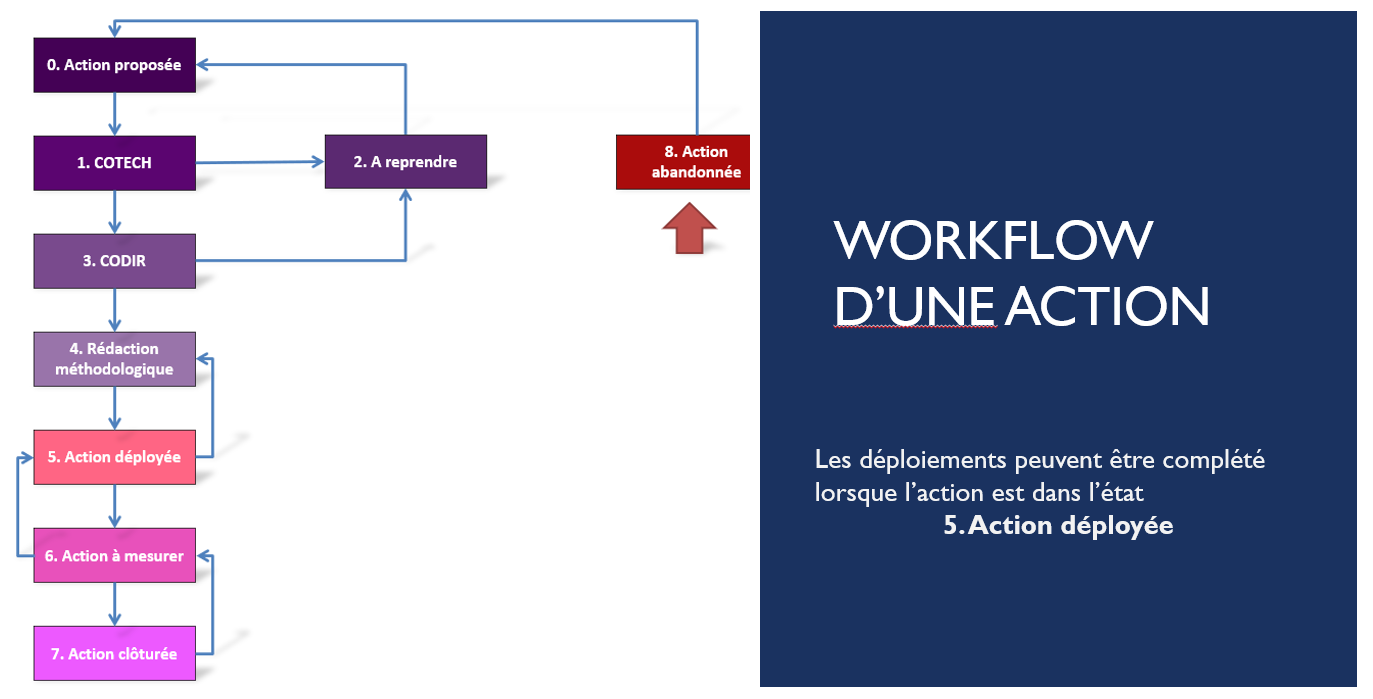 0. Action proposée
1. COTECH
2. A reprendre
8. Action
abandonnée
3. CODIR
4. Rédaction
méthodologique
5. Action déployée
6. Action à mesurer
7. Action clôturée
WORKFLOW
D’UNE ACTION
Les déploiements peuvent être complété
lorsque l’action est dans l’état
5. Action déployée